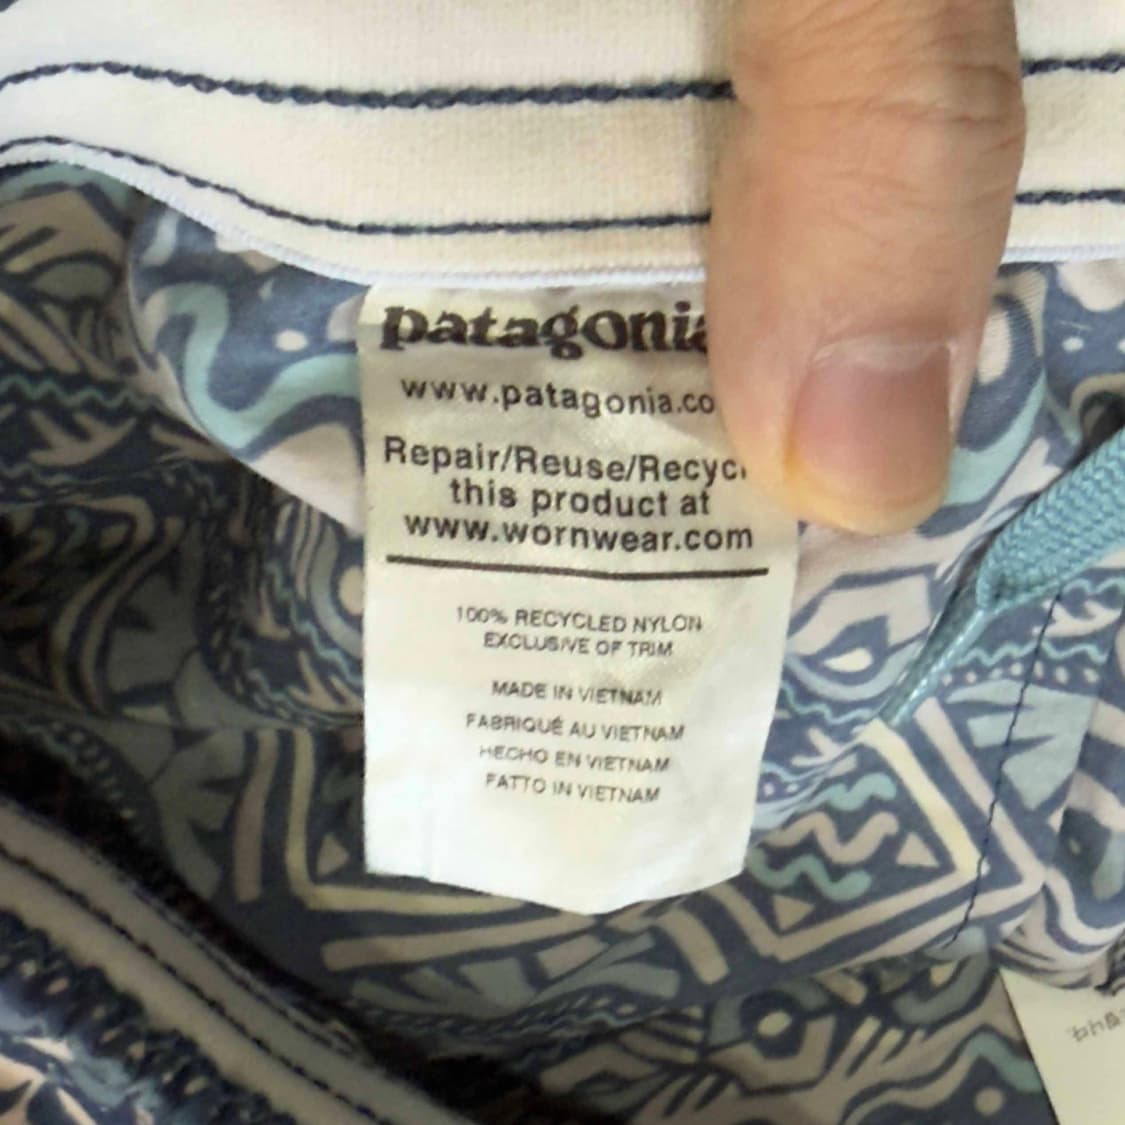 patagonia
www.patagonia.co
Repair/Reuse/Recycl
this product at
www.wornwear.com
100% RECYCLED NYLON
EXCLUSIVE OF TRIM
MADE IN VIETNAM
FABRIQUÉ AU VIETNAM
HECHO EN VIETNAM
FATTO IN VIETNAM